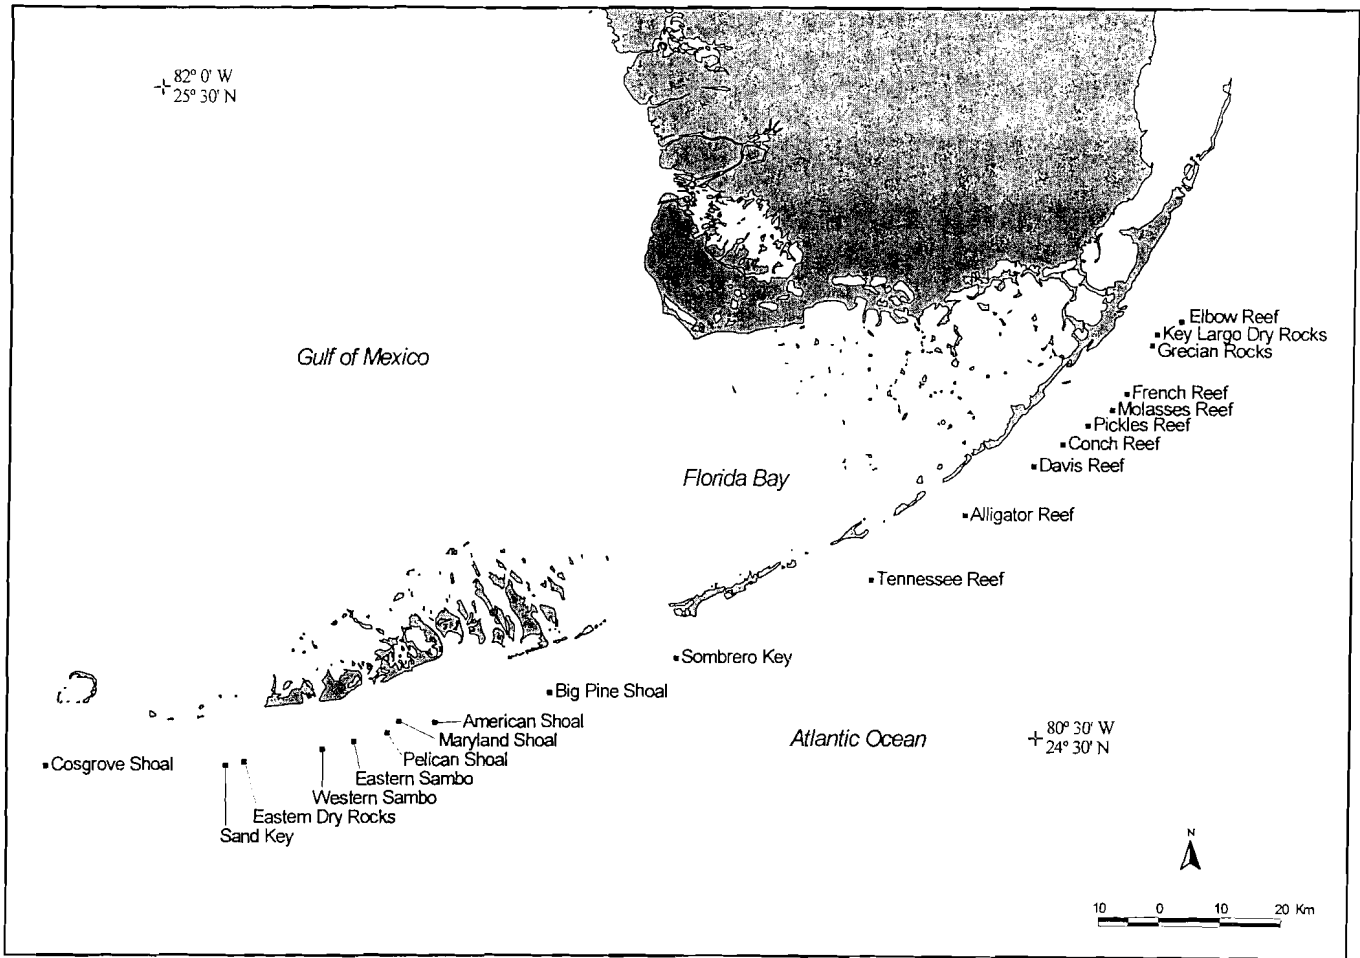 82° 0' W
25° 30' N
Elbow Reef
Key Largo Dry Rocks
Grecian Rocks
Gulf of Mexico
French Reef
Molasses Reef
Pickles Reef
Conch Reef
Davis Reef
Florida Bay
Alligator Reef
Tennessee Reef
Sombrero Key
Big Pine Shoal
American Shoal
Maryland Shoal
Pelican Shoal
Eastern Sambo
Western Sambo
Eastern Dry Rocks
Sand Key
Cosgrove Shoal
Atlantic Ocean
80° 30' W
24° 30' N
N
10 0 10 20 Km